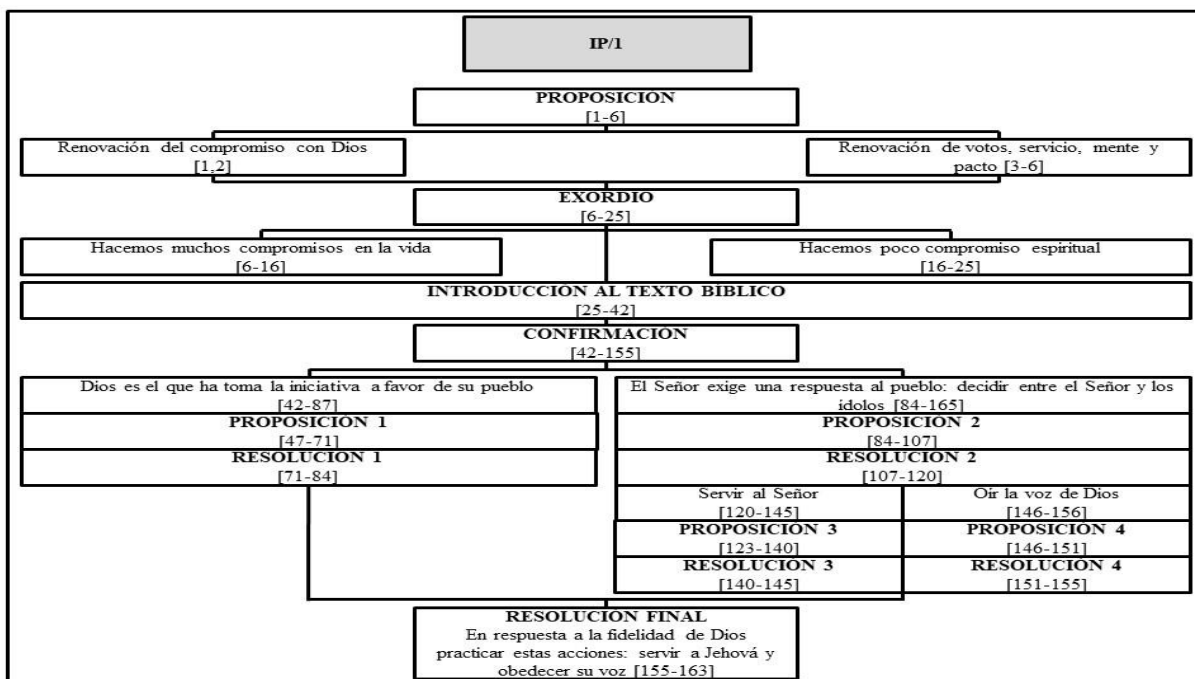 IP/1
PROPOSICIÓN
[1-6]
Renovación del compromiso con Dios
[1,2]
Renovación de votos, servicio, mente y
pacto [3-6]
EXORDIO
[6-25]
Hacemos muchos compromisos en la vida
[6-16]
Hacemos poco compromiso espiritual
[16-25]
INTRODUCCIÓN AL TEXTO BÍBLICO
[25-42]
CONFIRMACIÓN
[42-155]
Dios es el que ha toma la iniciativa a favor de su pueblo
[42-87]
PROPOSICIÓN 1
[47-71]
RESOLUCIÓN 1
[71-84]
El Señor exige una respuesta al pueblo: decidir entre el Señor y los
ídolos [84-165]
PROPOSICIÓN 2
[84-107]
RESOLUCIÓN 2
[107-120]
Servir al Señor
[120-145]
PROPOSICIÓN 3
[123-140]
RESOLUCIÓN 3
[140-145]
Oír la voz de Dios
[146-156]
PROPOSICIÓN 4
[146-151]
RESOLUCIÓN 4
[151-155]
RESOLUCIÓN FINAL
En respuesta a la fidelidad de Dios
practicar estas acciones: servir a Jehová y
obedecer su voz [155-163]